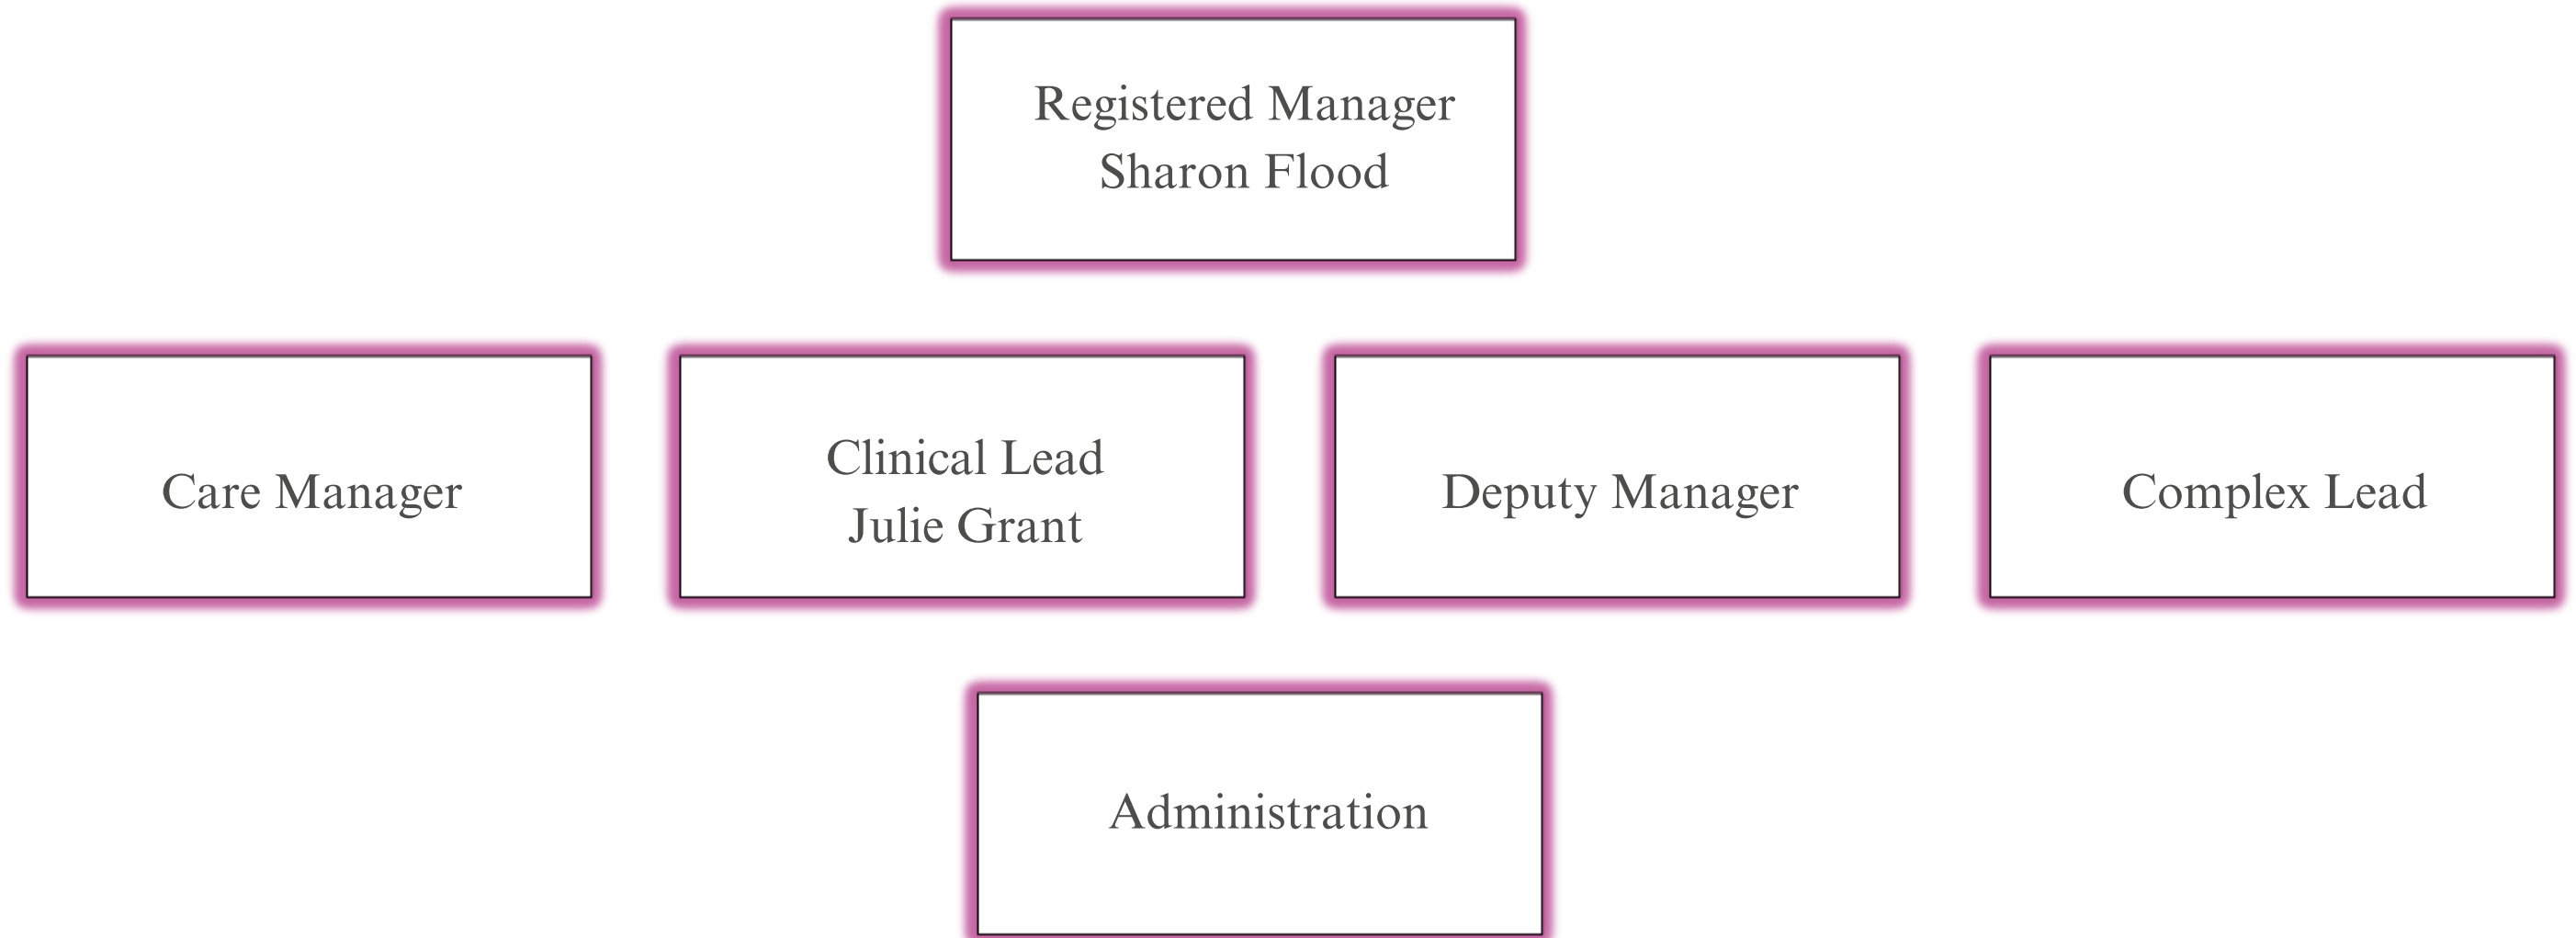 Registered Manager
Sharon Flood
Care Manager
Clinical Lead
Julie Grant
Deputy Manager
Complex Lead
Administration